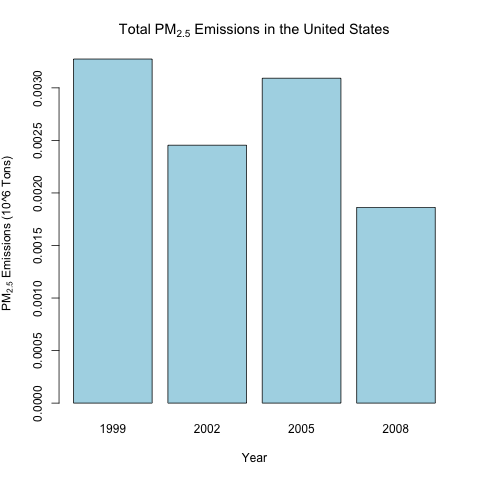 Total PM2.5 Emissions in the United States
PM2.5 Emissions (10^6 Tons)
0.0030
0.0025
0.0020
0.0015
0.0010
0.0005
0.0000
1999 2002 2005 2008
Year